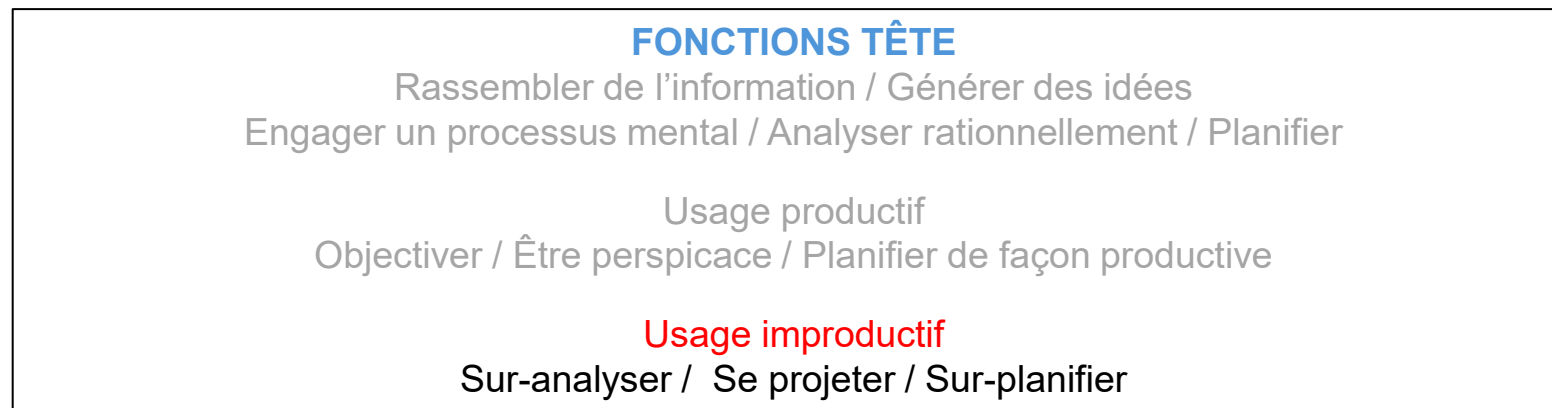 FONCTIONS TÊTE
Rassembler de l’information / Générer des idées
Engager un processus mental / Analyser rationnellement / Planifier
Usage productif
Objectiver / Être perspicace / Planifier de façon productive
Usage improductif
Sur-analyser /  Se projeter / Sur-planifier